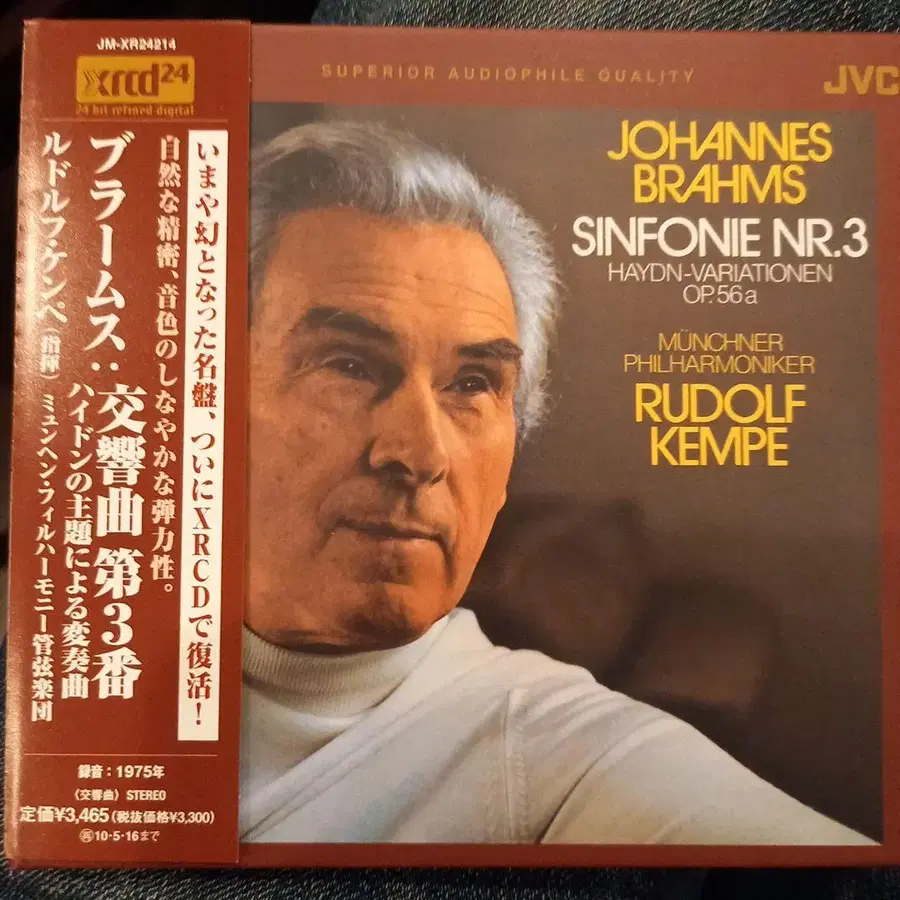 JM-XR24214
xrcd24
24 bit refined digital
いまや幻となった名盤、ついにXRCDで復活!
自然な精密、音色のしなやかな弾力性。
ブラームス:交響曲 第3番
ハイドンの主題による変奏曲
ルドルフ・ケンペ(指揮)ミュンヘン・フィルハーモニー管弦楽団
録音:1975年
〈交響曲〉STEREO
定価¥3,465(税抜価格¥3,300)
再10・5・16まで
SUPERIOR AUDIOPHILE QUALITY
JVC
JOHANNES
BRAHMS
SINFONIE NR.3
HAYDN-VARIATIONEN
OP.56a
MÜNCHNER
PHILHARMONIKER
RUDOLF
KEMPE